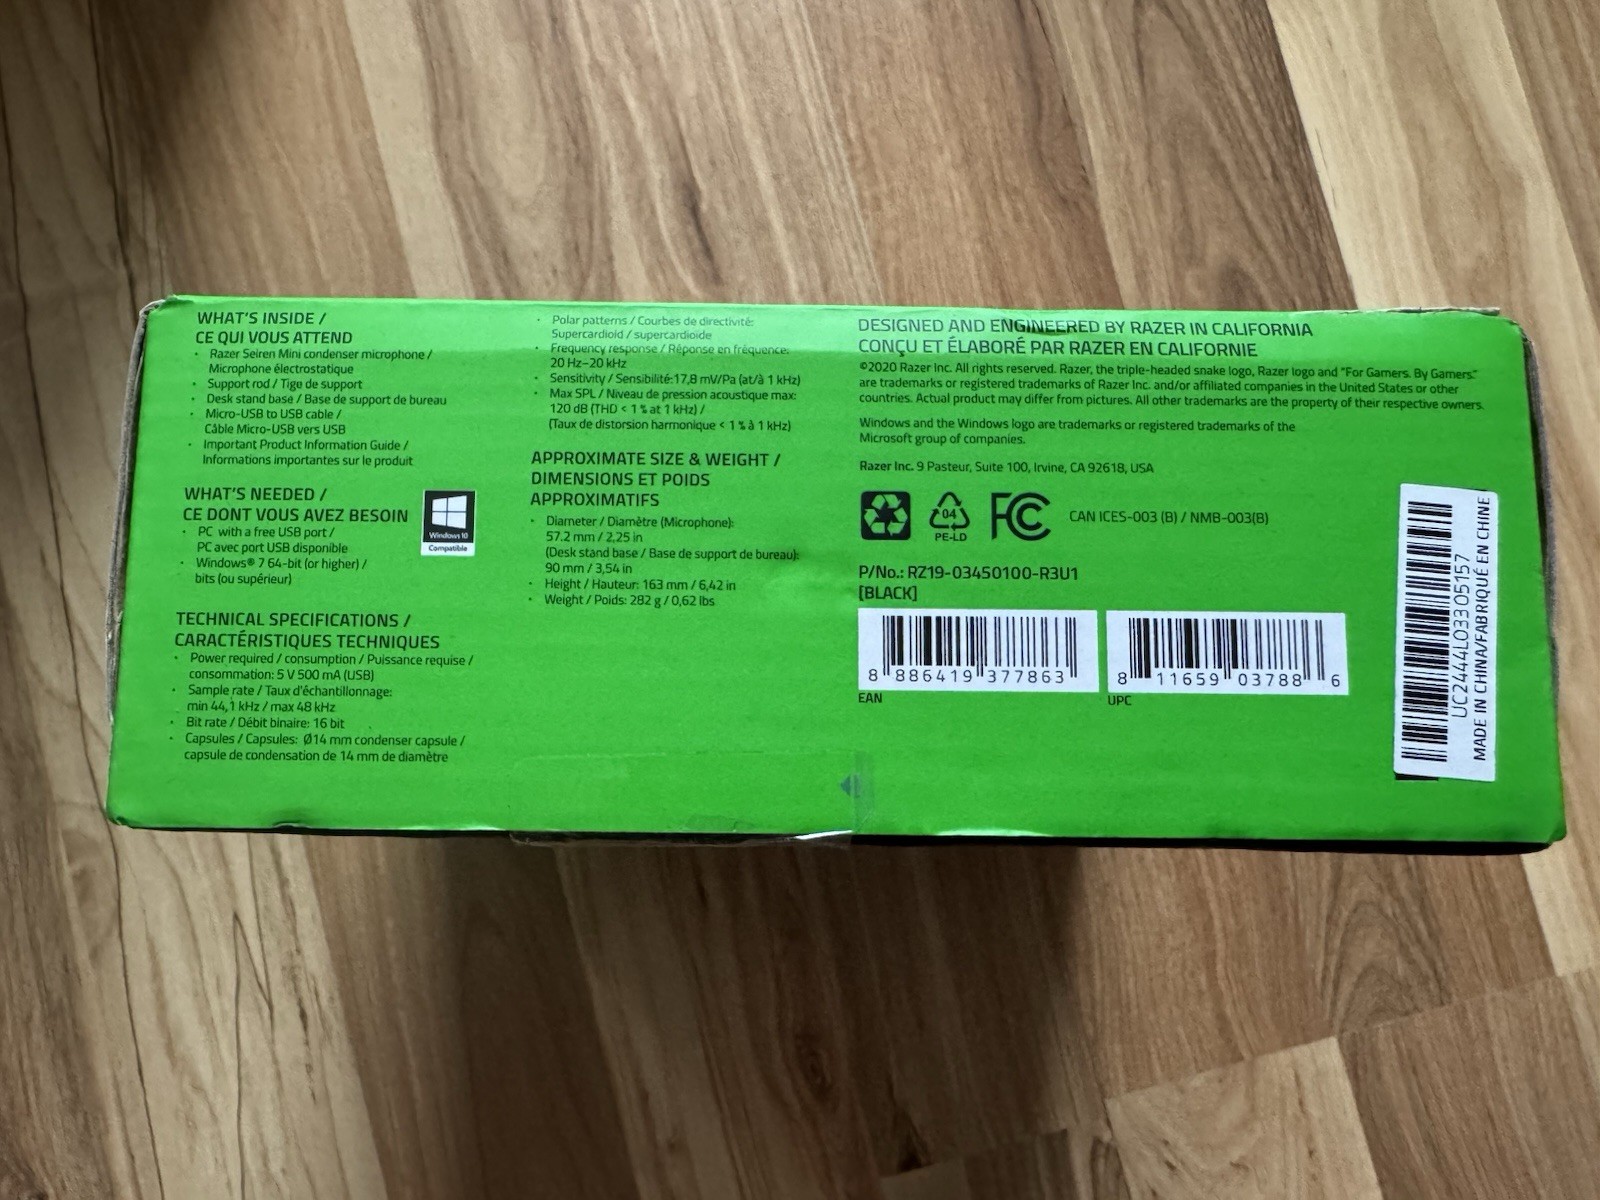 WHAT'S INSIDE /
CE QUI VOUS ATTEND
• Razer Seiren Mini condenser microphone /
Microphone électrostatique
• Support rod / Tige de support
• Desk stand base / Base de support de bureau
• Micro-USB to USB cable /
Câble Micro-USB vers USB
• Important Product Information Guide /
Informations importantes sur le produit
WHAT'S NEEDED /
CE DONT VOUS AVEZ BESOIN
• PC with a free USB port /
PC avec port USB disponible
• Windows® 7 64-bit (or higher) /
bits (ou supérieur)
Windows 10
Compatible
TECHNICAL SPECIFICATIONS /
CARACTÉRISTIQUES TECHNIQUES
• Power required / consumption / Puissance requise /
consommation: 5 V 500 mA (USB)
• Sample rate / Taux d'échantillonnage:
min 44,1 kHz / max 48 kHz
• Bit rate / Débit binaire: 16 bit
• Capsules / Capsules: Ø14 mm condenser capsule /
capsule de condensation de 14 mm de diamètre
• Polar patterns / Courbes de directivité:
Supercardioid / supercardioïde
• Frequency response / Réponse en fréquence:
20 Hz–20 kHz
• Sensitivity / Sensibilité: 17,8 mV/Pa (at/à 1 kHz)
• Max SPL / Niveau de pression acoustique max:
120 dB (THD < 1 % at 1 kHz) /
(Taux de distorsion harmonique < 1 % à 1 kHz)
APPROXIMATE SIZE & WEIGHT /
DIMENSIONS ET POIDS
APPROXIMATIFS
• Diameter / Diamètre (Microphone):
57.2 mm / 2,25 in
(Desk stand base / Base de support de bureau):
90 mm / 3,54 in
• Height / Hauteur: 163 mm / 6,42 in
• Weight / Poids: 282 g / 0,62 lbs
DESIGNED AND ENGINEERED BY RAZER IN CALIFORNIA
CONÇU ET ÉLABORÉ PAR RAZER EN CALIFORNIE
©2020 Razer Inc. All rights reserved. Razer, the triple-headed snake logo, Razer logo and "For Gamers. By Gamers."
are trademarks or registered trademarks of Razer Inc. and/or affiliated companies in the United States or other
countries. Actual product may differ from pictures. All other trademarks are the property of their respective owners.
Windows and the Windows logo are trademarks or registered trademarks of the
Microsoft group of companies.
Razer Inc. 9 Pasteur, Suite 100, Irvine, CA 92618, USA
04
PE-LD
FC
CAN ICES-003 (B) / NMB-003(B)
P/No.: RZ19-03450100-R3U1
[BLACK]
8 886419 377863
EAN
8 11659 03788 6
UPC
UC2444L03305157
MADE IN CHINA/FABRIQUÉ EN CHINE